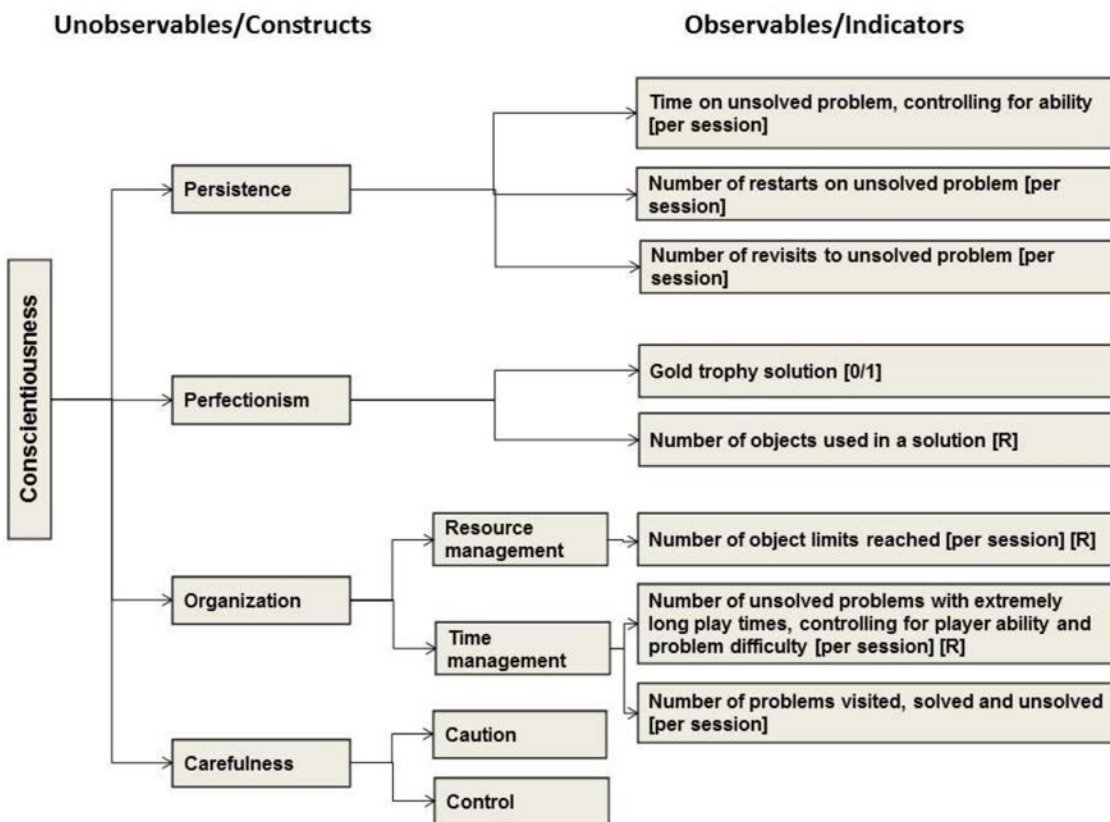 Unobservables/Constructs
Observables/Indicators
Conscientiousness
Persistence
Time on unsolved problem, controlling for ability
[per session]
Number of restarts on unsolved problem [per
session]
Number of revisits to unsolved problem [per
session]
Perfectionism
Gold trophy solution [0/1]
Number of objects used in a solution [R]
Organization
Resource
management
Number of object limits reached [per session] [R]
Time
management
Number of unsolved problems with extremely
long play times, controlling for player ability and
problem difficulty [per session] [R]
Number of problems visited, solved and unsolved
[per session]
Carefulness
Caution
Control